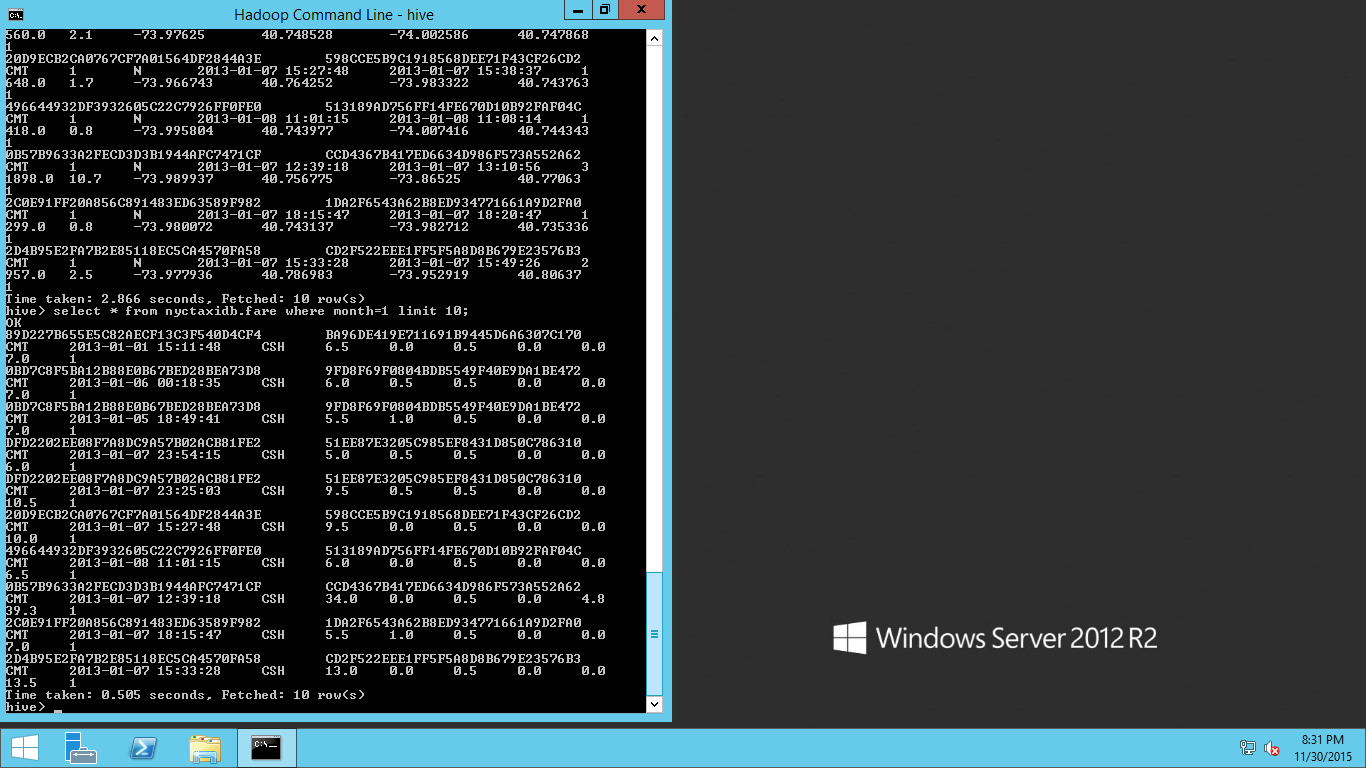 Hadoop Command Line - hive
560.0 2.1 -73.97625 40.748528 -74.002586 40.747868
1
20D9ECB2CA0767CF7A01564DF2844A3E 598CCE5B9C1918568DEE71F43CF26CD2
CMT 1 N 2013-01-07 15:27:48 2013-01-07 15:38:37 1
648.0 1.7 -73.966743 40.764252 -73.983322 40.743763
1
496644932DF3932605C22C7926FF0FE0 513189AD756FF14FE670D10B92FAF04C
CMT 1 N 2013-01-08 11:01:15 2013-01-08 11:08:14 1
418.0 0.8 -73.995804 40.743977 -74.007416 40.744343
1
0B57B9633A2FECD3D3B1944AFC7471CF CCD4367B417ED6634D986F573A552A62
CMT 1 N 2013-01-07 12:39:18 2013-01-07 13:10:56 3
1898.0 10.7 -73.989937 40.756775 -73.86525 40.77063
1
2C0E91FF20A856C891483ED63589F982 1DA2F6543A62B8ED934771661A9D2FA0
CMT 1 N 2013-01-07 18:15:47 2013-01-07 18:20:47 1
299.0 0.8 -73.980072 40.743137 -73.982712 40.735336
1
2D4B95E2FA7B2E85118EC5CA4570FA58 CD2F522EEE1FF5F5A8D8B679E23576B3
CMT 1 N 2013-01-07 15:33:28 2013-01-07 15:49:26 2
957.0 2.5 -73.977936 40.786983 -73.952919 40.80637
1
Time taken: 2.866 seconds, Fetched: 10 row(s)
hive> select * from nyctaxidb.fare where month=1 limit 10;
OK
89D227B655E5C82AECF13C3F540D4CF4 BA96DE419E711691B9445D6A6307C170
CMT 2013-01-01 15:11:48 CSH 6.5 0.0 0.5 0.0 0.0
7.0 1
0BD7C8F5BA12B88E0B67BED28BEA73D8 9FD8F69F0804BDB5549F40E9DA1BE472
CMT 2013-01-06 00:18:35 CSH 6.0 0.5 0.5 0.0 0.0
7.0 1
0BD7C8F5BA12B88E0B67BED28BEA73D8 9FD8F69F0804BDB5549F40E9DA1BE472
CMT 2013-01-05 18:49:41 CSH 5.5 1.0 0.5 0.0 0.0
7.0 1
DFD2202EE08F7A8DC9A57B02ACB81FE2 51EE87E3205C985EF8431D850C786310
CMT 2013-01-07 23:54:15 CSH 5.0 0.5 0.5 0.0 0.0
6.0 1
DFD2202EE08F7A8DC9A57B02ACB81FE2 51EE87E3205C985EF8431D850C786310
CMT 2013-01-07 23:25:03 CSH 9.5 0.5 0.5 0.0 0.0
10.5 1
20D9ECB2CA0767CF7A01564DF2844A3E 598CCE5B9C1918568DEE71F43CF26CD2
CMT 2013-01-07 15:27:48 CSH 9.5 0.0 0.5 0.0 0.0
10.0 1
496644932DF3932605C22C7926FF0FE0 513189AD756FF14FE670D10B92FAF04C
CMT 2013-01-08 11:01:15 CSH 6.0 0.0 0.5 0.0 0.0
6.5 1
0B57B9633A2FECD3D3B1944AFC7471CF CCD4367B417ED6634D986F573A552A62
CMT 2013-01-07 12:39:18 CSH 34.0 0.0 0.5 0.0 4.8
39.3 1
2C0E91FF20A856C891483ED63589F982 1DA2F6543A62B8ED934771661A9D2FA0
CMT 2013-01-07 18:15:47 CSH 5.5 1.0 0.5 0.0 0.0
7.0 1
2D4B95E2FA7B2E85118EC5CA4570FA58 CD2F522EEE1FF5F5A8D8B679E23576B3
CMT 2013-01-07 15:33:28 CSH 13.0 0.0 0.5 0.0 0.0
13.5 1
Time taken: 0.505 seconds, Fetched: 10 row(s)
hive> _
Windows Server 2012 R2
8:31 PM
11/30/2015